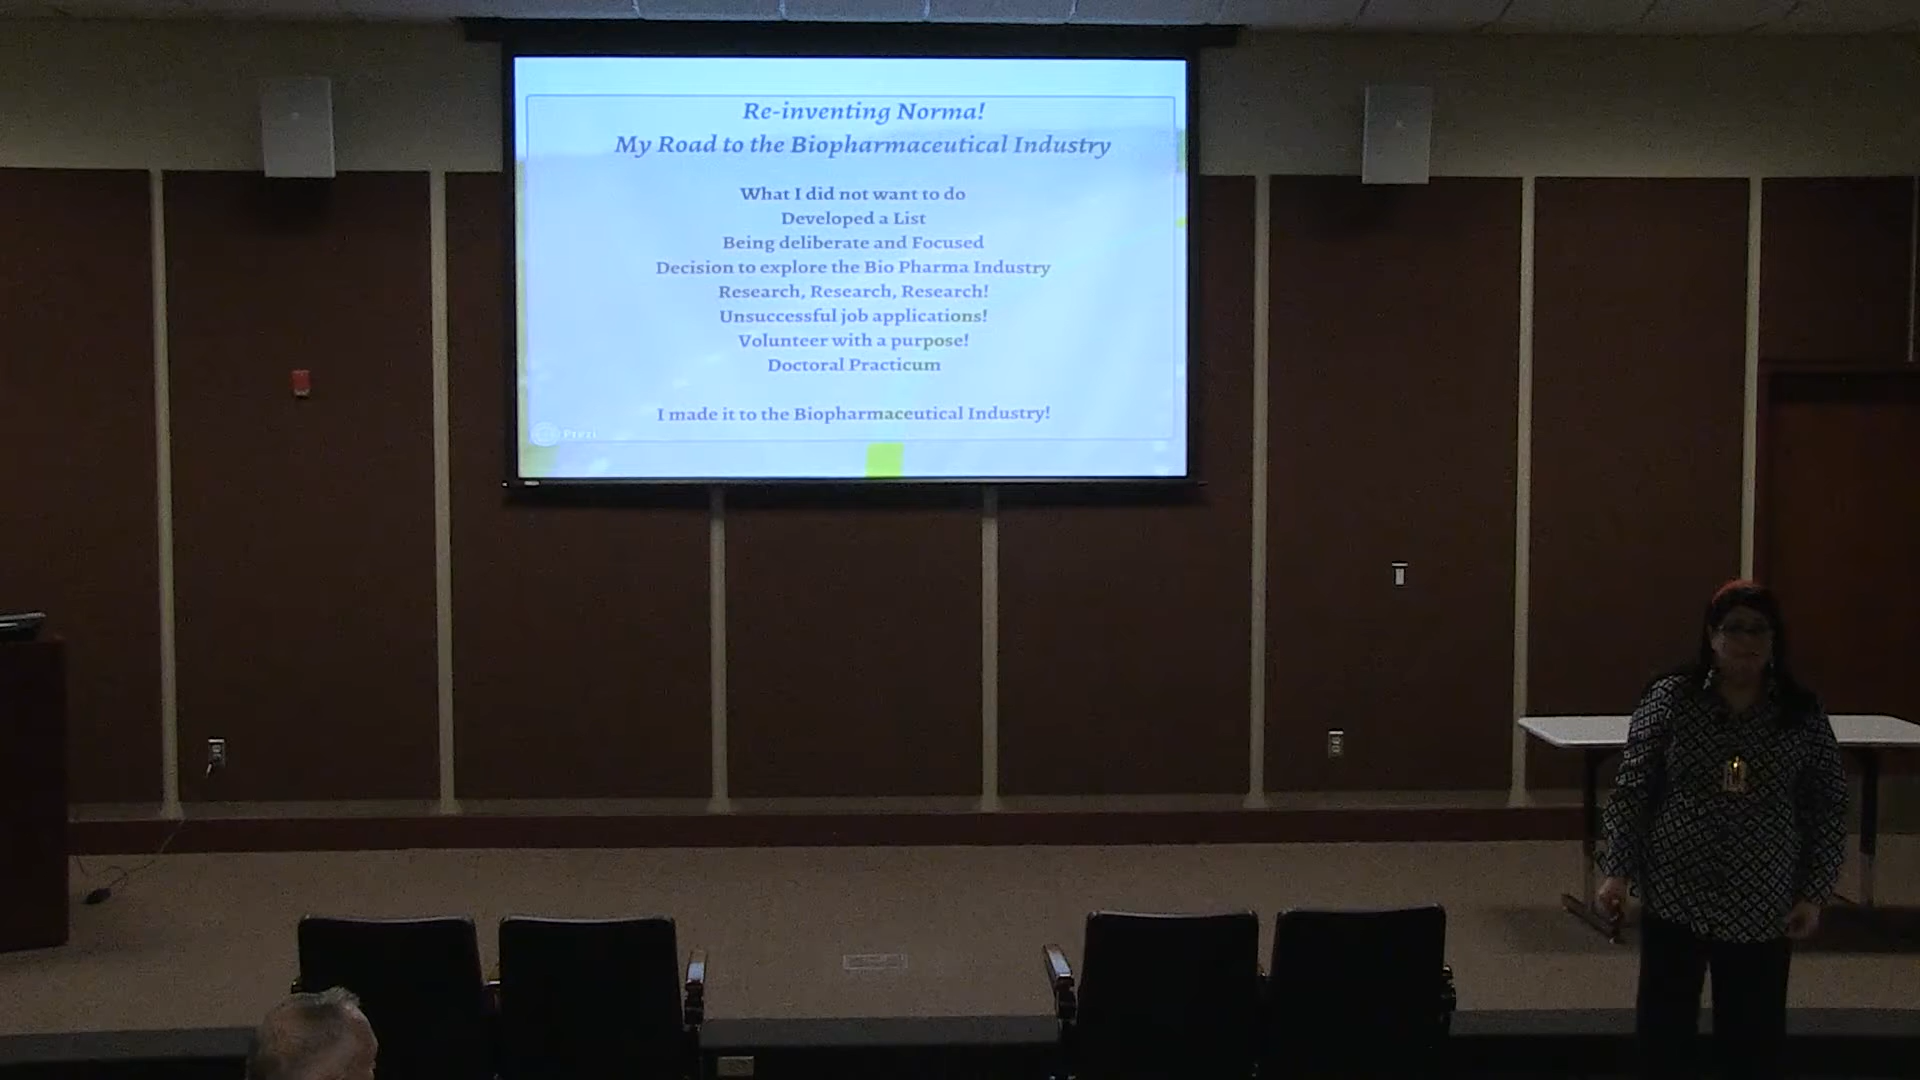 Re-inventing Norma!
My Road to the Biopharmaceutical Industry
What I did not want to do
Developed a List
Being deliberate and Focused
Decision to explore the Bio Pharma Industry
Research, Research, Research!
Unsuccessful job applications!
Volunteer with a purpose!
Doctoral Practicum
I made it to the Biopharmaceutical Industry!
Prezi